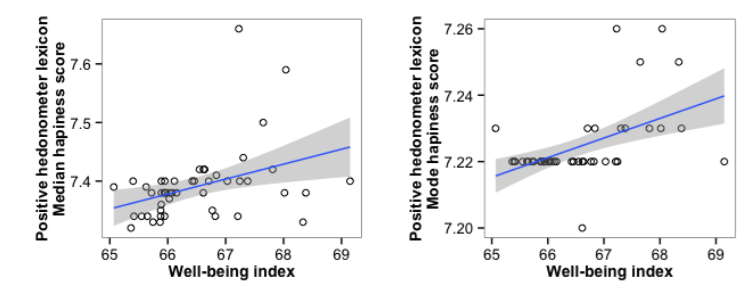 Positive hedonometer lexicon
Median hapiness score
7.6
7.5
7.4
65 66 67 68 69
Well-being index
Positive hedonometer lexicon
Mode hapiness score
7.26
7.24
7.22
7.20
65 66 67 68 69
Well-being index